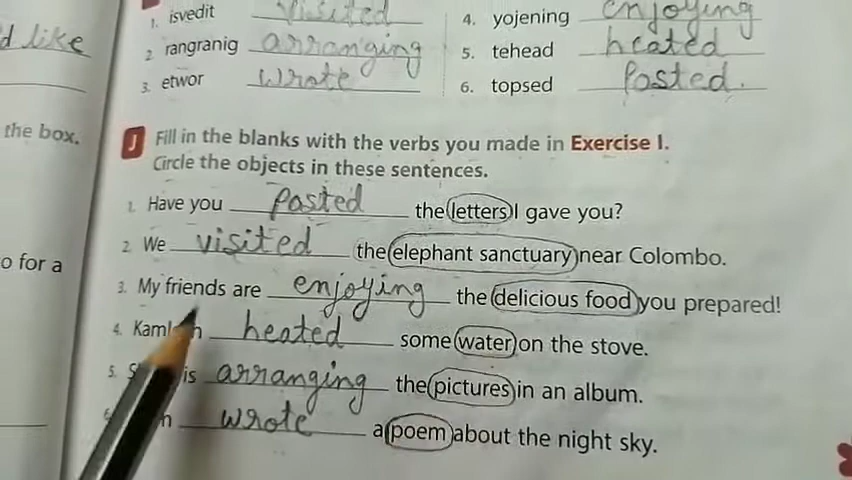 1. isvedit visited
4. yojening enjoying
d like
2 rangranig arranging
5. tehead heated
3. etwor wrote
6. topsed Posted.
the box.
J Fill in the blanks with the verbs you made in Exercise I.
Circle the objects in these sentences.
1. Have you Posted the letters I gave you?
2. We visited the elephant sanctuary near Colombo.
o for a
3. My friends are enjoying the delicious food you prepared!
4. heated some water on the stove.
5. is arranging the pictures in an album.
wrote a poem about the night sky.